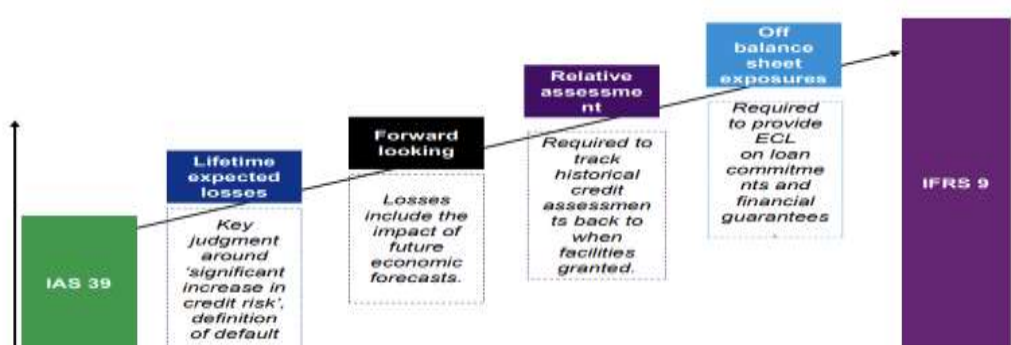 IAS 39
Lifetime
expected
losses
Key
judgment
around
‘significant
increase in
credit risk’,
definition
of default
Forward
looking
Losses
include the
impact of
future
economic
forecasts.
Relative
assessme
nt
Required to
track
historical
credit
assessmen
ts back to
when
facilities
granted.
Off
balance
sheet
exposures
Required
to provide
ECL
on loan
commitme
nts and
financial
guarantees
.
IFRS 9